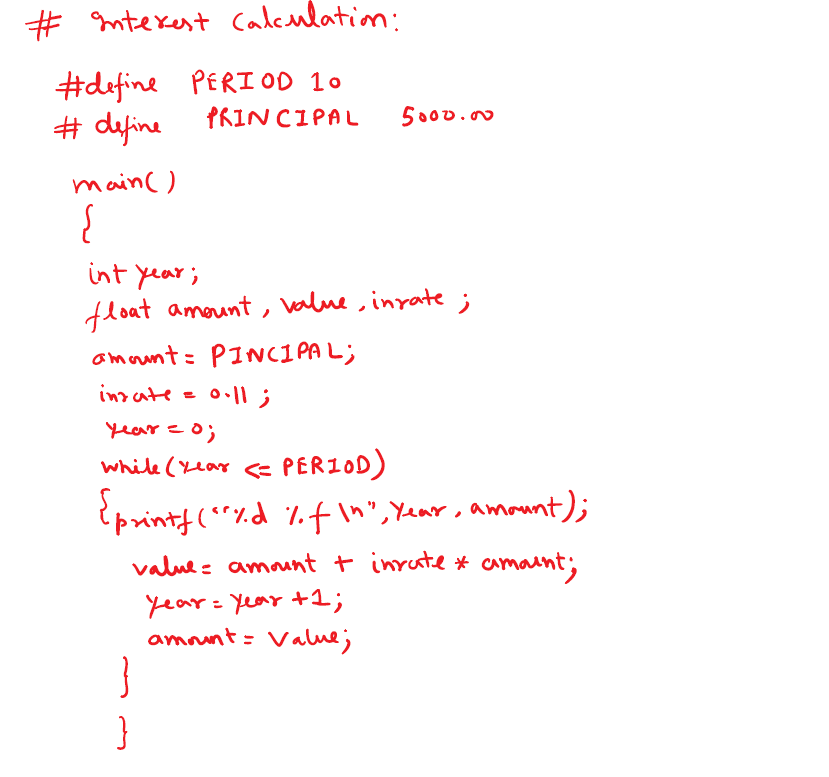 # Interest Calculation:
#define PERIOD 10
# define PRINCIPAL 5000.00
main( )
{
int year;
float amount, value, inrate ;
amount = PINCIPAL;
inrate = 0.11 ;
year = 0;
while (year <= PERIOD)
{ printf(“%d %f \n”, Year, amount);
value = amount + inrate * amount;
year = year +1;
amount = value;
}
}